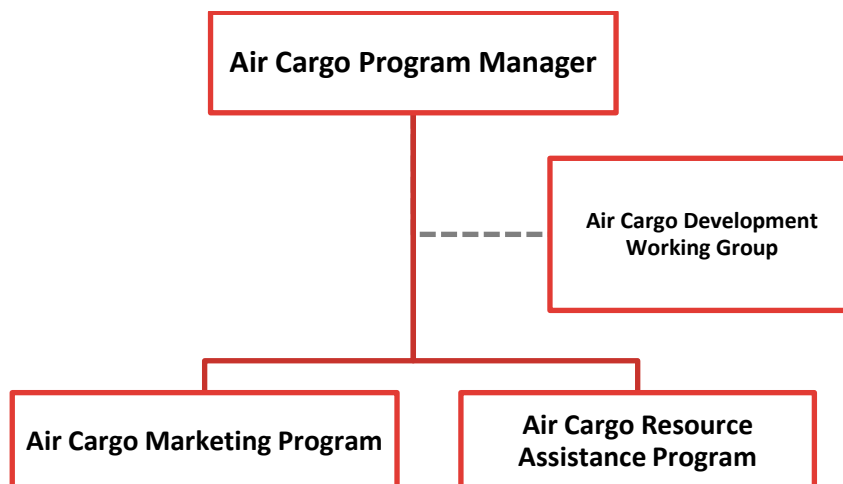 Air Cargo Program Manager
Air Cargo Development
Working Group
Air Cargo Marketing Program
Air Cargo Resource
Assistance Program